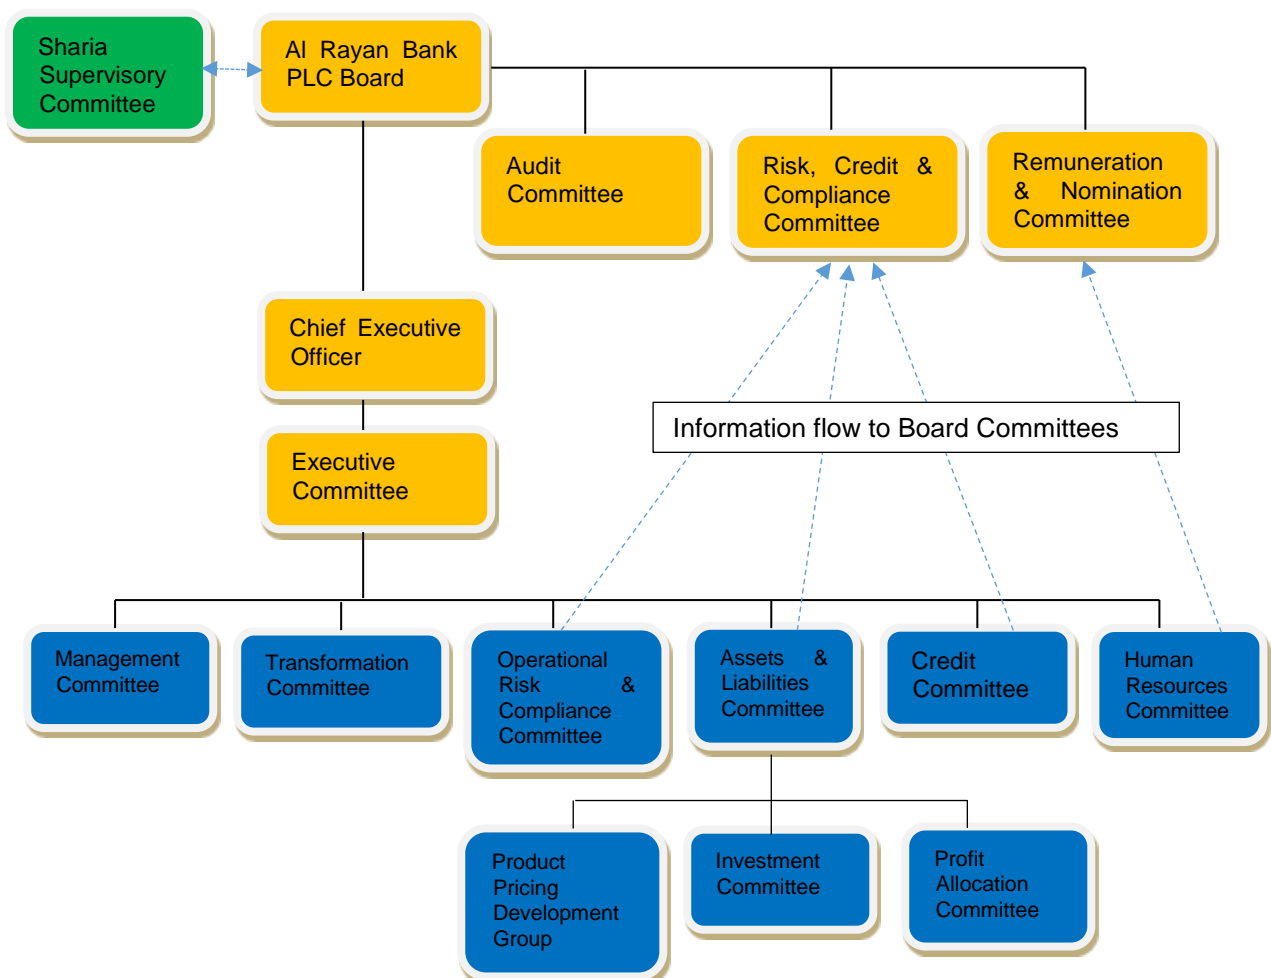 Sharia
Supervisory
Committee
Al Rayan Bank
PLC Board
Audit
Committee
Risk, Credit &
Compliance
Committee
Remuneration
& Nomination
Committee
Chief Executive
Officer
Information flow to Board Committees
Executive
Committee
Management
Committee
Transformation
Committee
Operational
Risk &
Compliance
Committee
Assets &
Liabilities
Committee
Credit
Committee
Human
Resources
Committee
Product
Pricing
Development
Group
Investment
Committee
Profit
Allocation
Committee